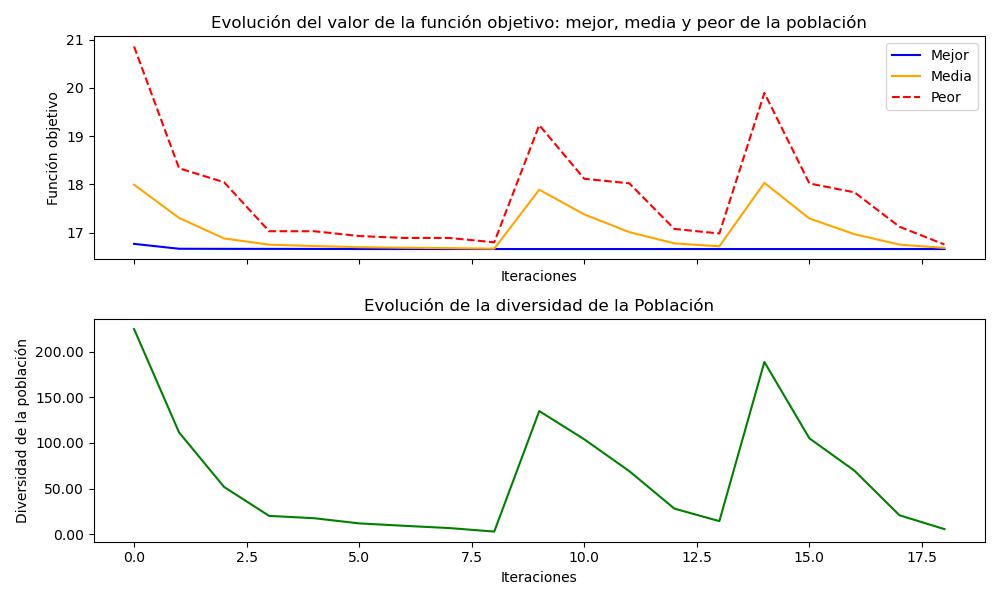 Evolución del valor de la función objetivo: mejor, media y peor de la población
21
20
19
18
17
Función objetivo
Mejor
Media
Peor
Iteraciones
Evolución de la diversidad de la Población
200.00
150.00
100.00
50.00
0.00
Diversidad de la población
0.0 2.5 5.0 7.5 10.0 12.5 15.0 17.5
Iteraciones